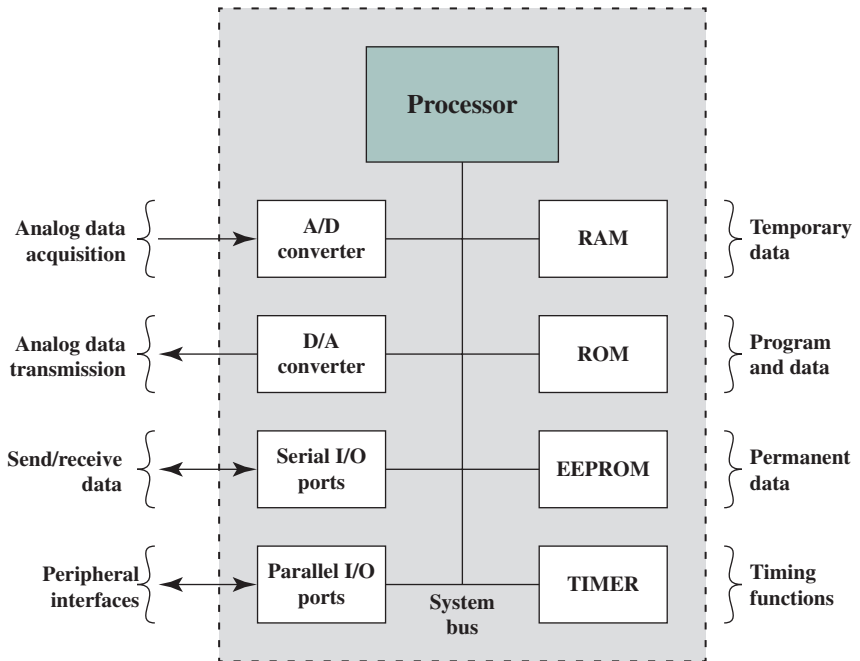 Processor
Analog data
acquisition
A/D
converter
RAM
Temporary
data
Analog data
transmission
D/A
converter
ROM
Program
and data
Send/receive
data
Serial I/O
ports
EEPROM
Permanent
data
Peripheral
interfaces
Parallel I/O
ports
System
bus
TIMER
Timing
functions